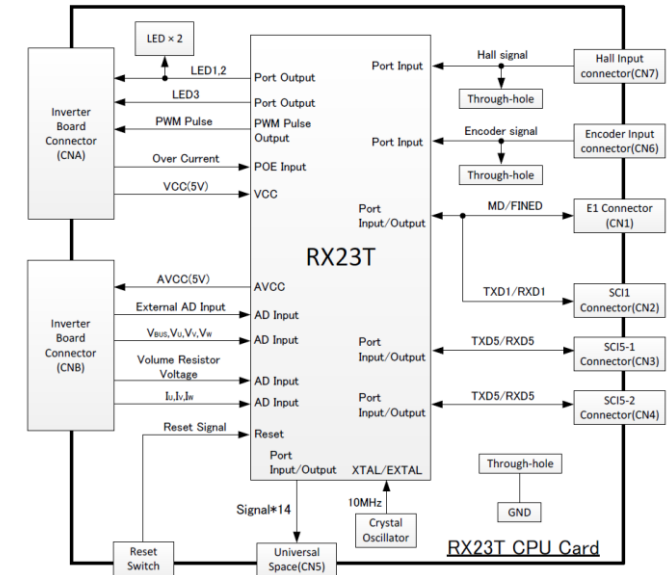 LED × 2
LED1,2
Port Output
LED3
Port Output
PWM Pulse
PWM Pulse
Output
Over Current
POE Input
VCC(5V)
VCC
Inverter
Board
Connector
(CNA)
AVCC(5V)
AVCC
External AD Input
AD Input
VBUS,VU,VV,VW
AD Input
Volume Resistor
Voltage
AD Input
IU,IV,IW
AD Input
Inverter
Board
Connector
(CNB)
Reset Signal
Reset
Reset
Switch
RX23T
Port Input
Hall signal
Hall Input
connector(CN7)
Through-hole
Port Input
Encoder signal
Encoder Input
connector(CN6)
Through-hole
Port
Input/Output
MD/FINED
E1 Connector
(CN1)
TXD1/RXD1
SCI1
Connector(CN2)
Port
Input/Output
TXD5/RXD5
SCI5-1
Connector(CN3)
Port
Input/Output
TXD5/RXD5
SCI5-2
Connector(CN4)
Port
Input/Output
XTAL/EXTAL
Signal*14
10MHz
Universal
Space(CN5)
Crystal
Oscillator
Through-hole
GND
RX23T CPU Card